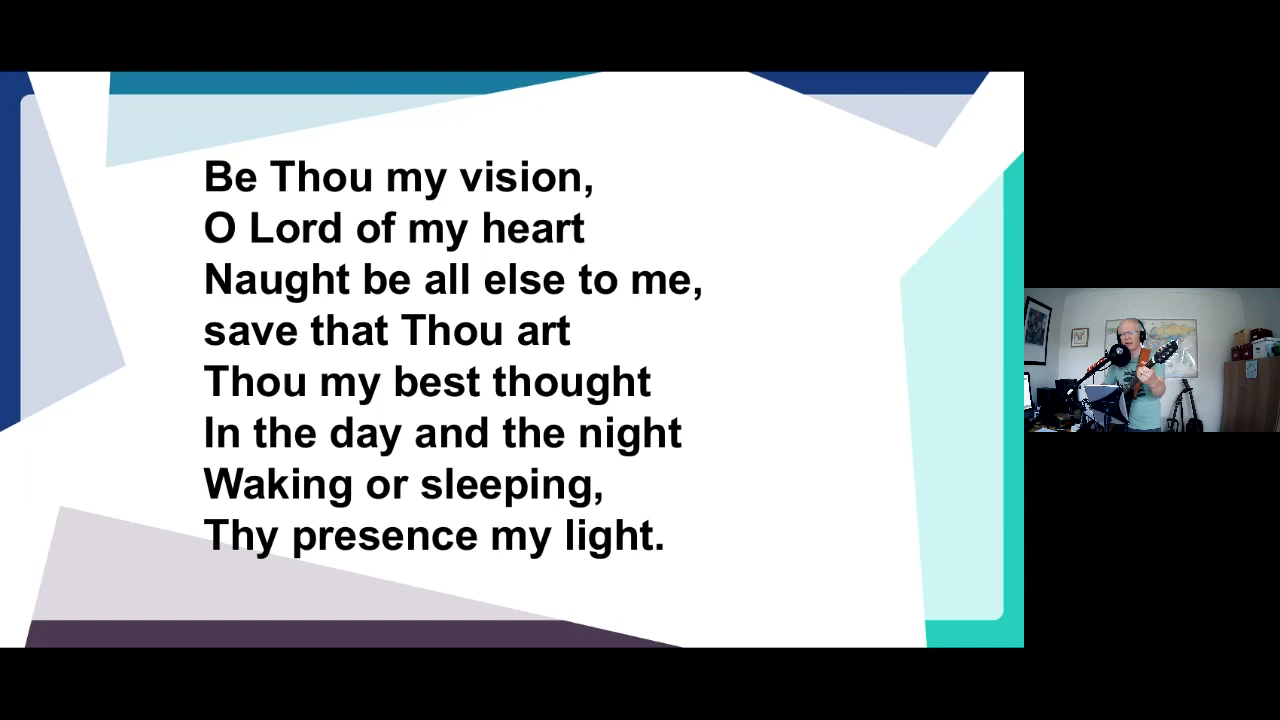 Be Thou my vision,
O Lord of my heart
Naught be all else to me,
save that Thou art
Thou my best thought
In the day and the night
Waking or sleeping,
Thy presence my light.